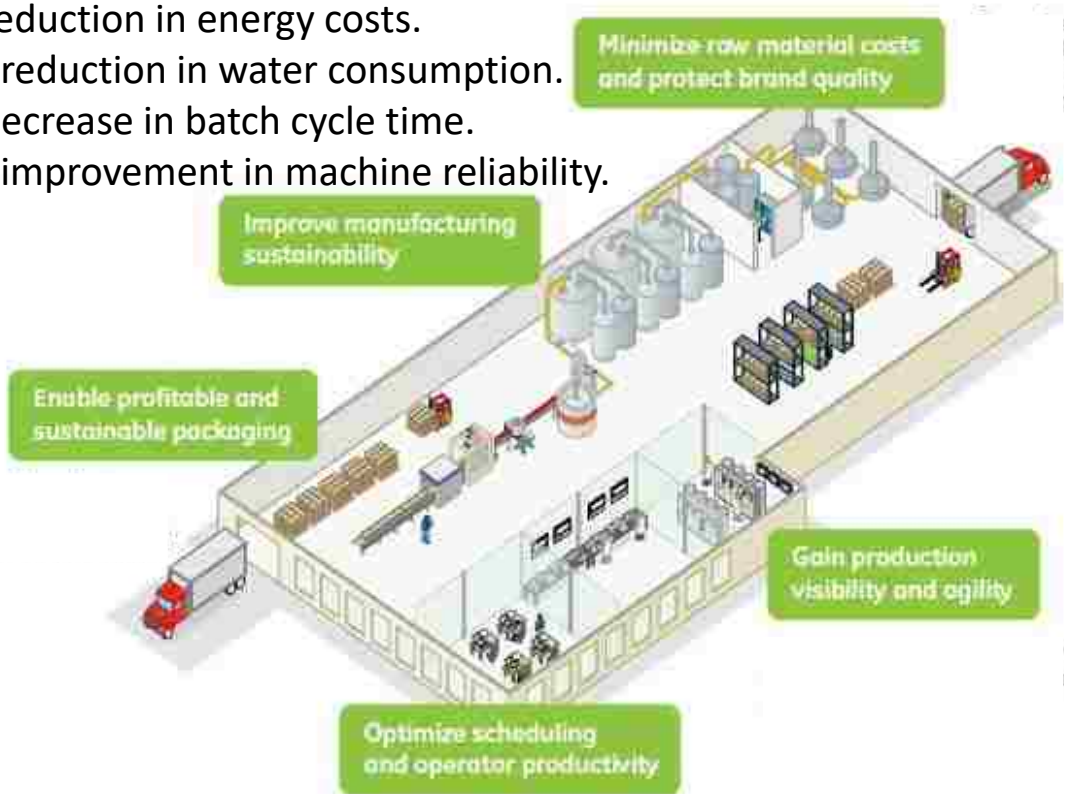 eduction in energy costs.
reduction in water consumption.
ecrease in batch cycle time.
improvement in machine reliability.
Minimize raw material costs
and protect brand quality
Improve manufacturing
sustainability
Enable profitable and
sustainable packaging
Gain production
visibility and agility
Optimize scheduling
and operator productivity